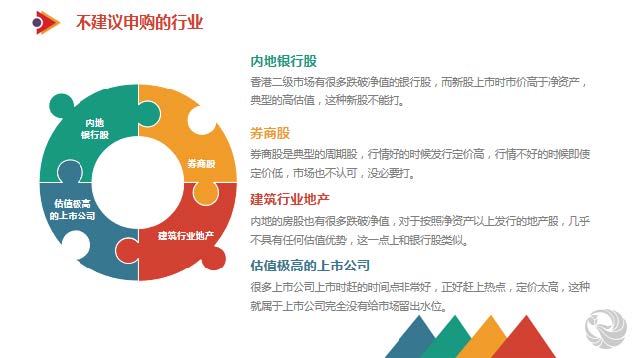 不建议申购的行业
内地
银行股
券商股
估值极高
的上市公司
建筑行业地产
内地银行股
香港二级市场有很多跌破净值的银行股，而新股上市时市价高于净资产，
典型的高估值，这种新股不能打。
券商股
券商股是典型的周期股，行情好的时候发行定价高，行情不好的时候即使
定价低，市场也不认可，没必要打。
建筑行业地产
内地的房股也有很多跌破净值，对于按照净资产以上发行的地产股，几乎
不具有任何估值优势，这一点上和银行股类似。
估值极高的上市公司
很多上市公司上市时赶的时间点非常好，正好赶上热点，定价太高，这种
就属于上市公司完全没有给市场留出水位。